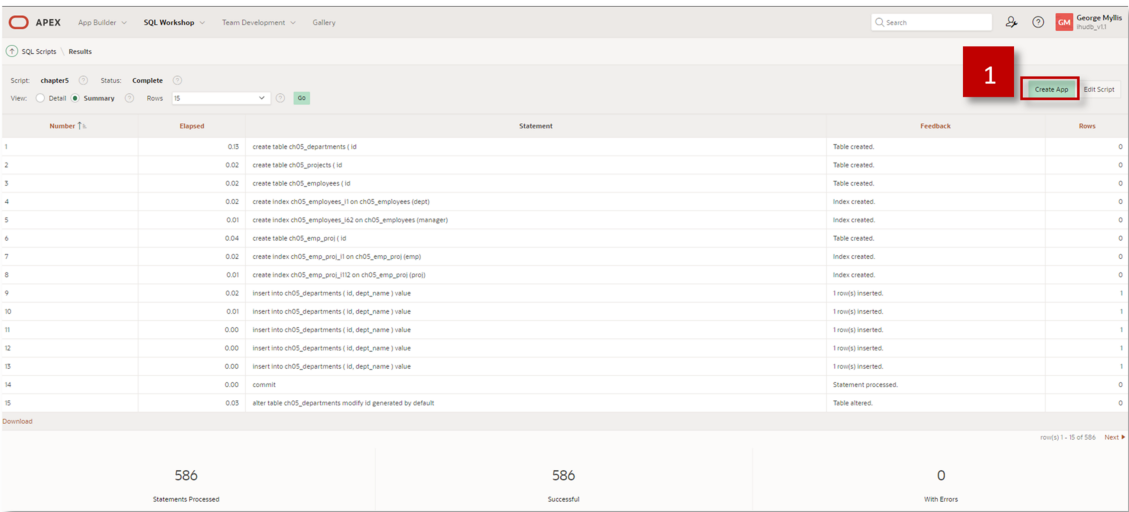 APEX App Builder SQL Workshop Team Development Gallery Search GM George Myllis
ihudb_v1.1
SQL Scripts \ Results
1
Script: chapter5 Status: Complete
Create App Edit Script
View: Detail Summary Rows 15 Go
Number Elapsed Statement Feedback Rows
1 0.13 create table ch05_departments ( id Table created. 0
2 0.02 create table ch05_projects ( id Table created. 0
3 0.02 create table ch05_employees ( id Table created. 0
4 0.02 create index ch05_employees_i1 on ch05_employees (dept) Index created. 0
5 0.01 create index ch05_employees_i62 on ch05_employees (manager) Index created. 0
6 0.04 create table ch05_emp_proj ( id Table created. 0
7 0.02 create index ch05_emp_proj_i1 on ch05_emp_proj (emp) Index created. 0
8 0.01 create index ch05_emp_proj_i112 on ch05_emp_proj (proj) Index created. 0
9 0.02 insert into ch05_departments ( id, dept_name ) value 1 row(s) inserted. 1
10 0.01 insert into ch05_departments ( id, dept_name ) value 1 row(s) inserted. 1
11 0.00 insert into ch05_departments ( id, dept_name ) value 1 row(s) inserted. 1
12 0.00 insert into ch05_departments ( id, dept_name ) value 1 row(s) inserted. 1
13 0.00 insert into ch05_departments ( id, dept_name ) value 1 row(s) inserted. 1
14 0.00 commit Statement processed. 0
15 0.03 alter table ch05_departments modify id generated by default Table altered. 0
Download
row(s) 1 - 15 of 586 Next
586 586 0
Statements Processed Successful With Errors